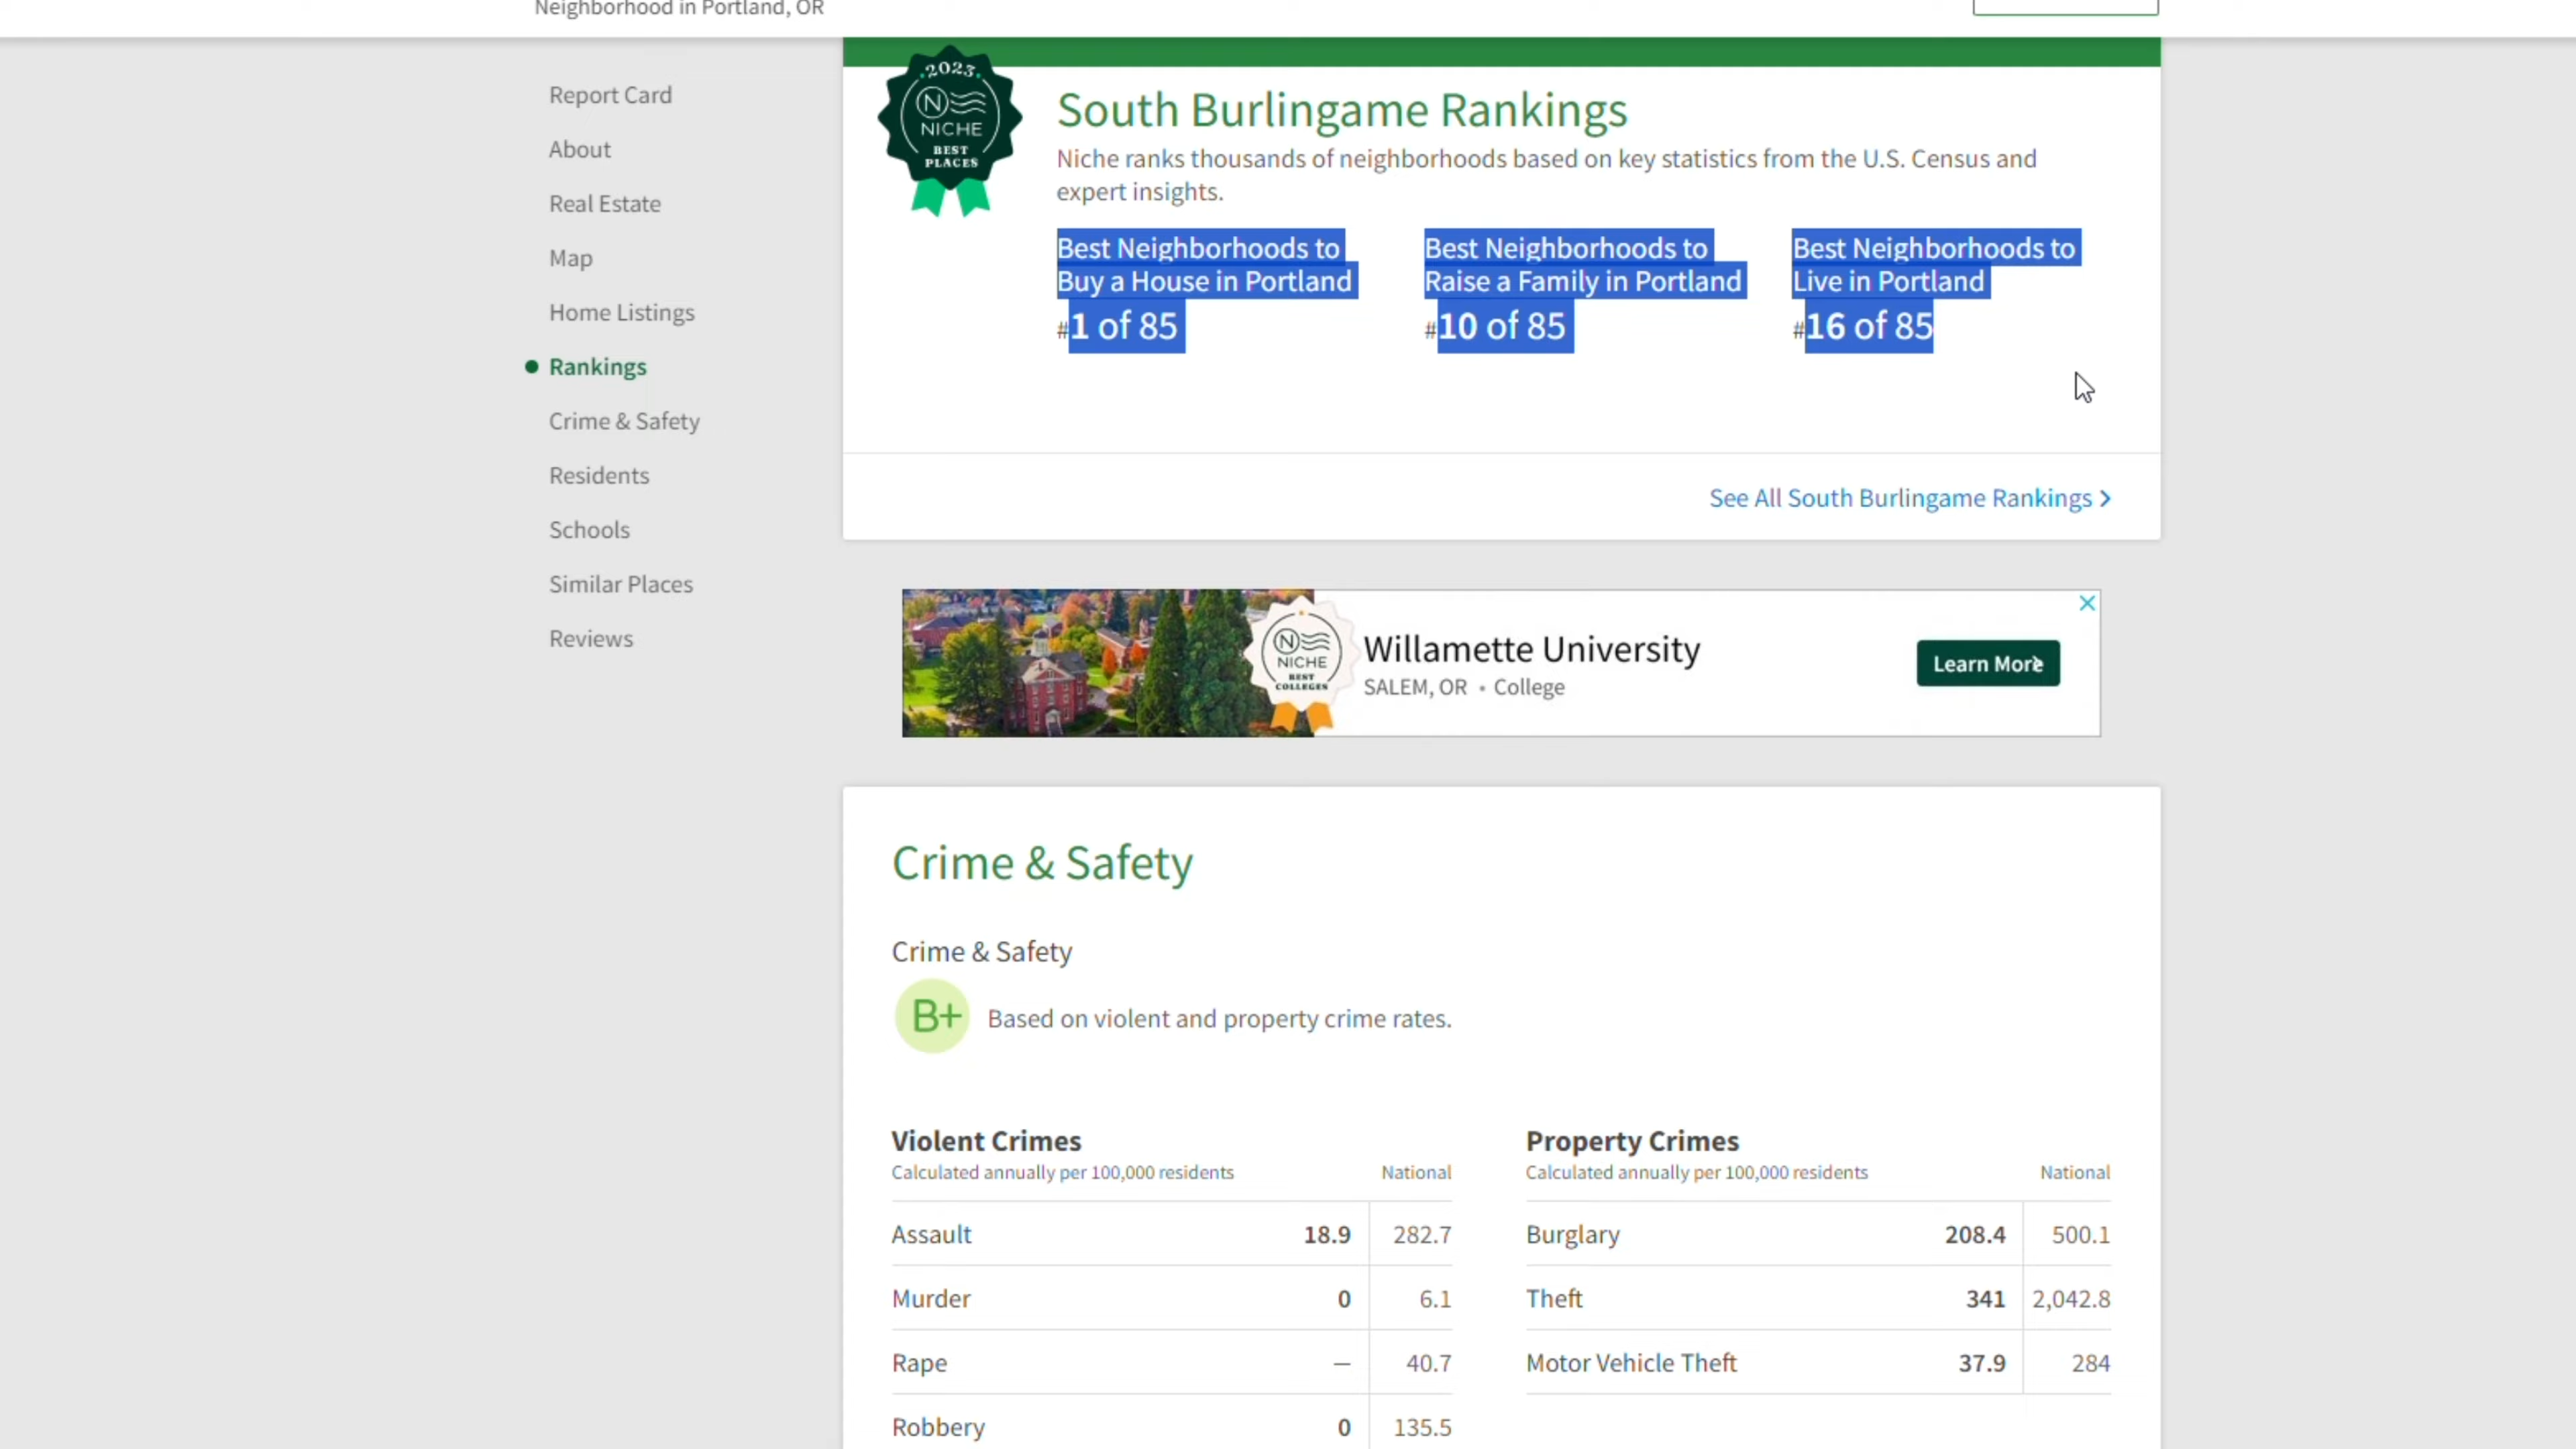 Neighborhood in Portland, OR
Report Card
About
Real Estate
Map
Home Listings
Rankings
Crime & Safety
Residents
Schools
Similar Places
Reviews
2023
N
NICHE
BEST
PLACES
South Burlingame Rankings
Niche ranks thousands of neighborhoods based on key statistics from the U.S. Census and
expert insights.
Best Neighborhoods to
Buy a House in Portland
#1 of 85
Best Neighborhoods to
Raise a Family in Portland
#10 of 85
Best Neighborhoods to
Live in Portland
#16 of 85
See All South Burlingame Rankings
N
NICHE
BEST
COLLEGES
Willamette University
SALEM, OR • College
Learn More
Crime & Safety
Crime & Safety
B+ Based on violent and property crime rates.
Violent Crimes
Calculated annually per 100,000 residents National
Assault 18.9 282.7
Murder 0 6.1
Rape — 40.7
Robbery 0 135.5
Property Crimes
Calculated annually per 100,000 residents National
Burglary 208.4 500.1
Theft 341 2,042.8
Motor Vehicle Theft 37.9 284